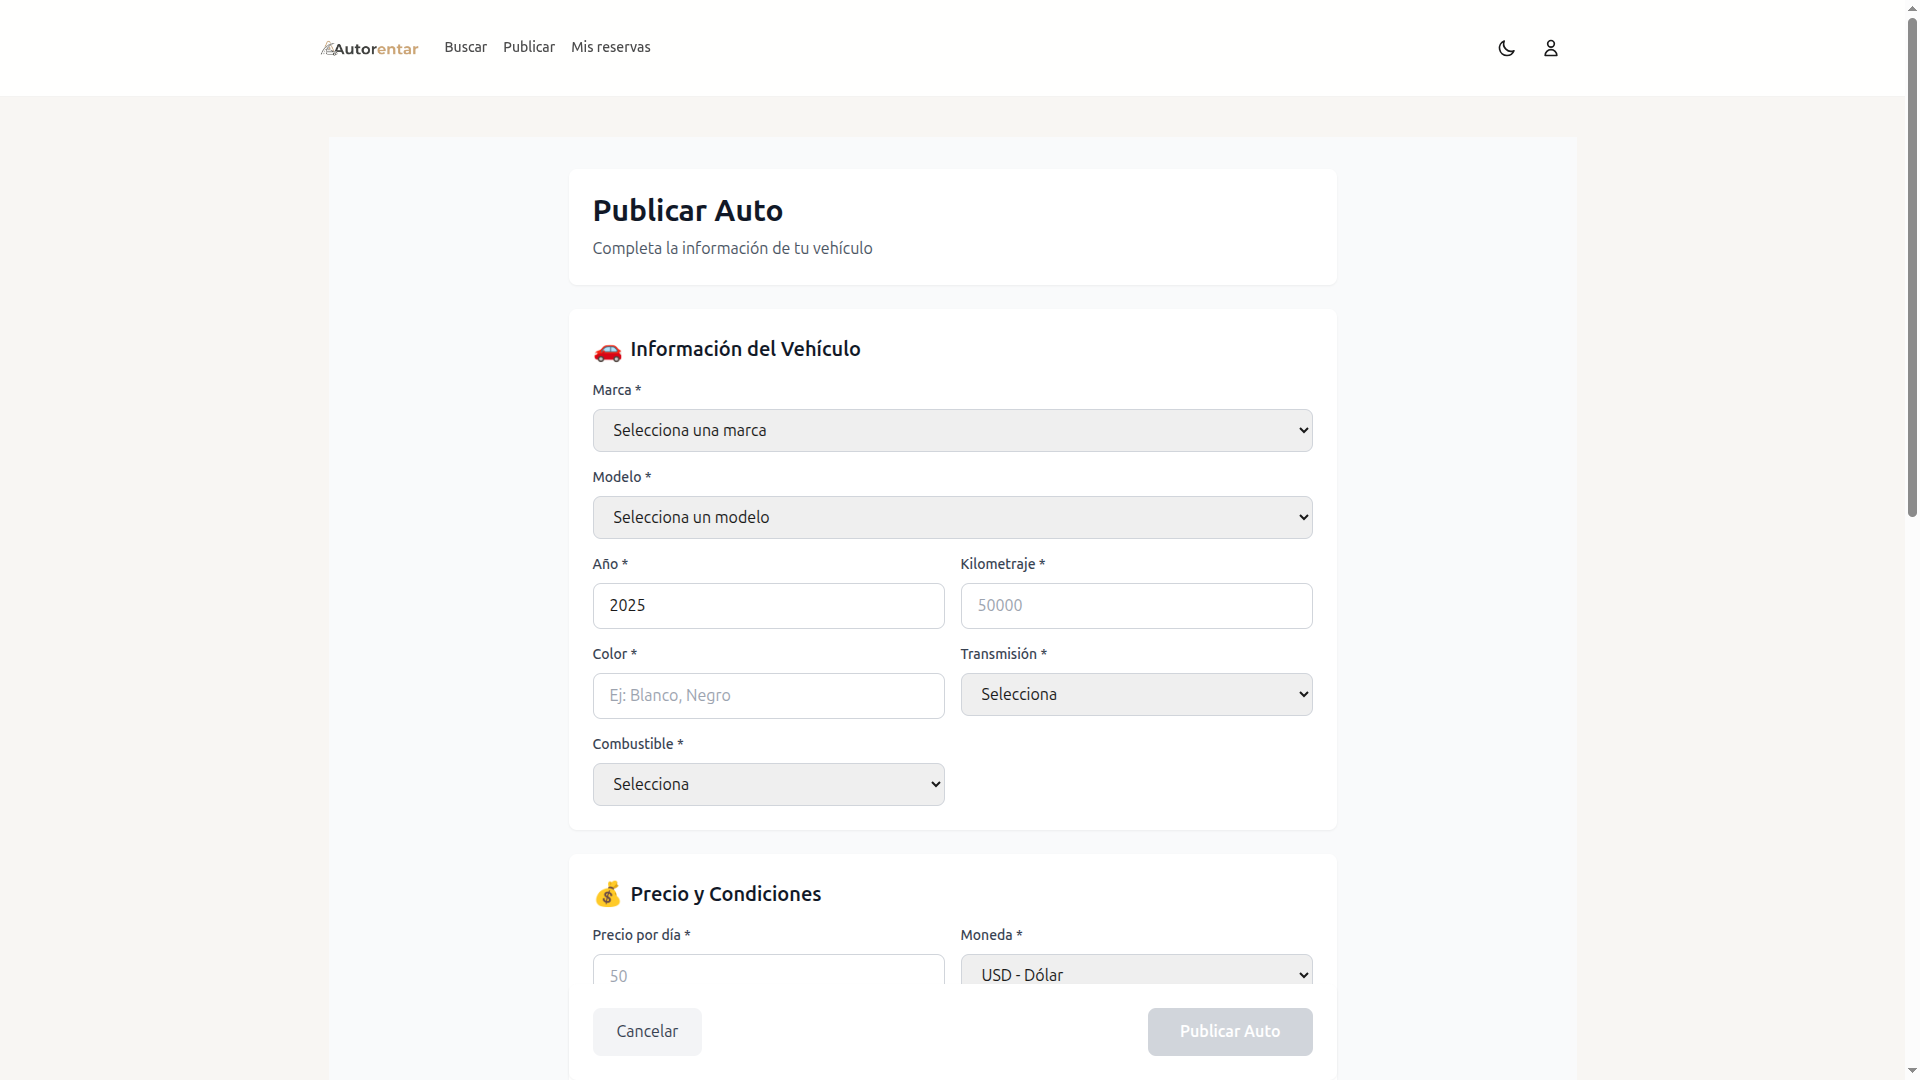 Autorentar
Buscar
Publicar
Mis reservas
Publicar Auto
Completa la información de tu vehículo
🚗 Información del Vehículo
Marca *
Selecciona una marca
Modelo *
Selecciona un modelo
Año *
Kilometraje *
2025
50000
Color *
Transmisión *
Ej: Blanco, Negro
Selecciona
Combustible *
Selecciona
💰 Precio y Condiciones
Precio por día *
Moneda *
50
USD - Dólar
Cancelar
Publicar Auto